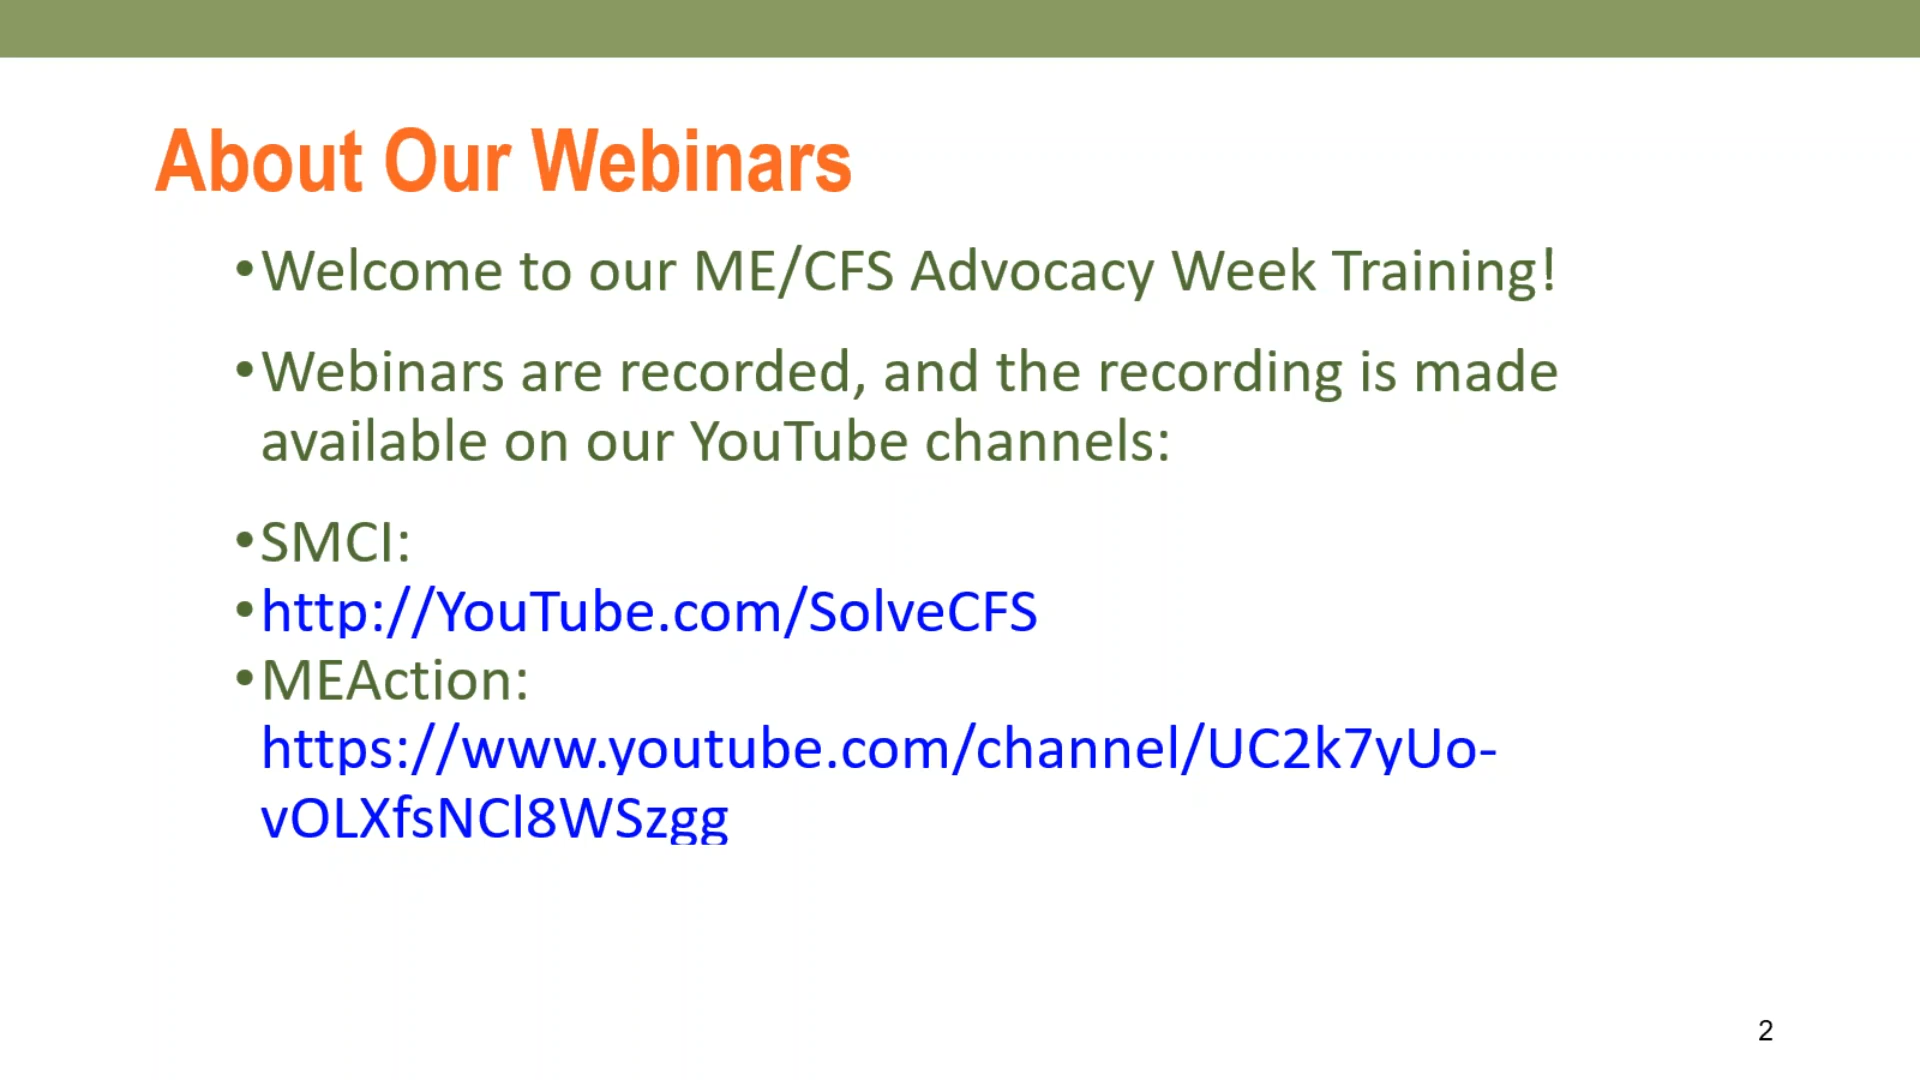 About Our Webinars
•Welcome to our ME/CFS Advocacy Week Training!
•Webinars are recorded, and the recording is made
available on our YouTube channels:
•SMCI:
•http://YouTube.com/SolveCFS
•MEAction:
https://www.youtube.com/channel/UC2k7yUo-
vOLXfsNCl8WSzgg
2